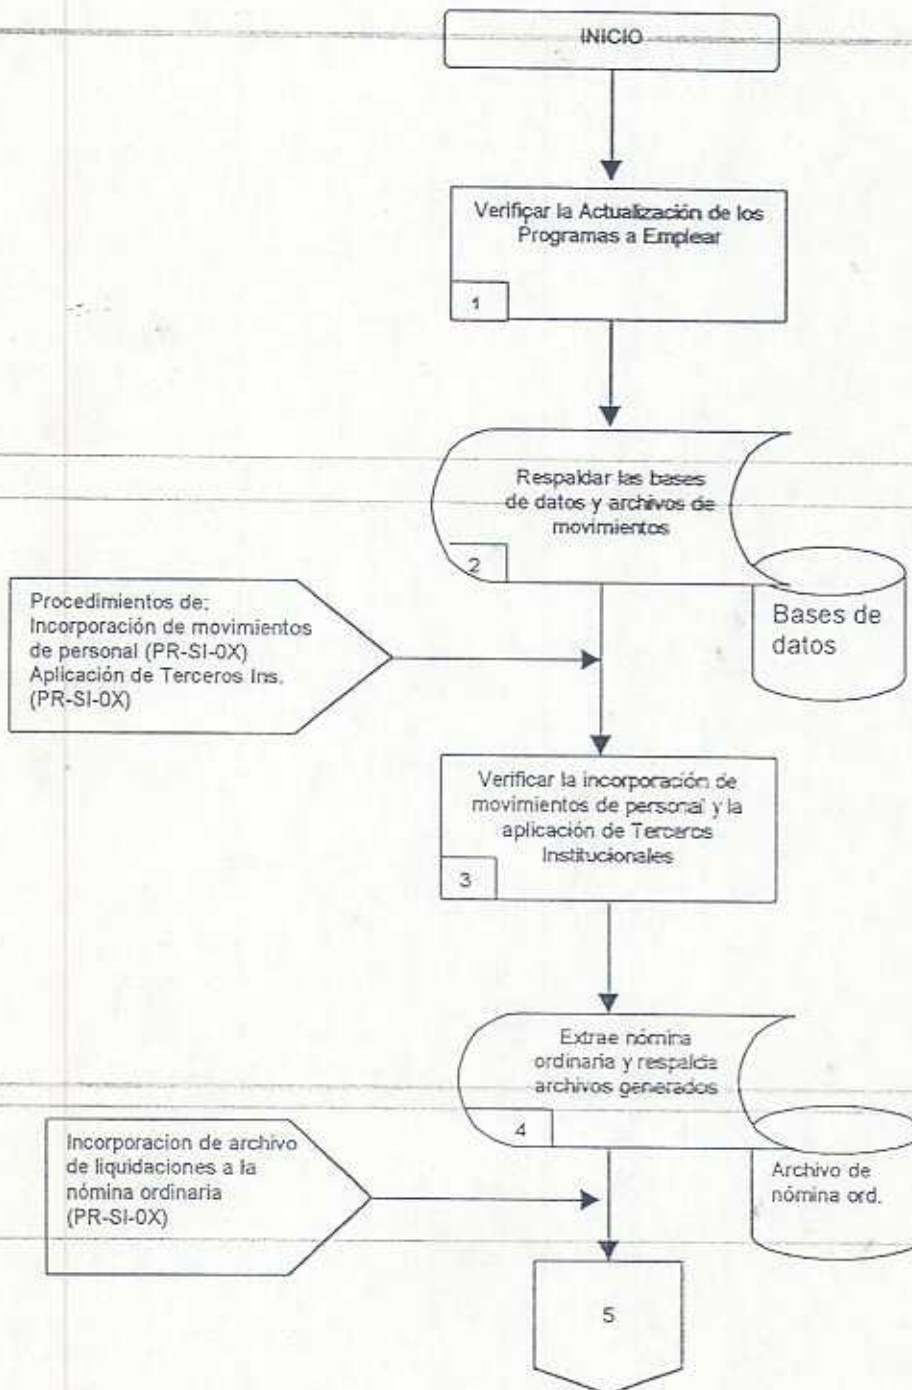 INICIO
Verificar la Actualización de los
Programas a Emplear
1
Respaldar las bases
de datos y archivos de
movimientos
2
Bases de
datos
Procedimientos de:
Incorporación de movimientos
de personal (PR-SI-0X)
Aplicación de Terceros Ins.
(PR-SI-0X)
Verificar la incorporación de
movimientos de personal y la
aplicación de Terceros
Institucionales
3
Extrae nómina
ordinaria y respalda
archivos generados
4
Archivo de
nómina ord.
Incorporacion de archivo
de liquidaciones a la
nómina ordinaria
(PR-SI-0X)
5